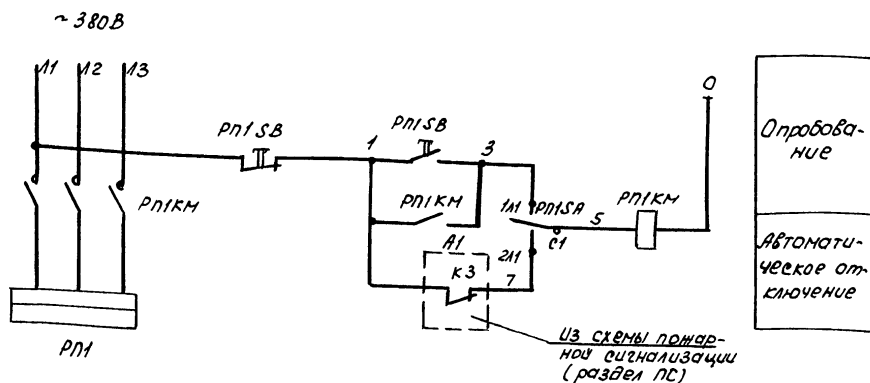 ~380В
Л1 Л2 Л3 0
РП1SB 1 РП1SB 3
Опробова-
ние
РП1КМ РП1КМ 1Л1 РП1SA 5 РП1КМ
С1
А1 2Л1
К3 7
Автомати-
ческое от-
ключение
РП1
Из схемы пожар-
ной сигнализации
(раздел ПС)